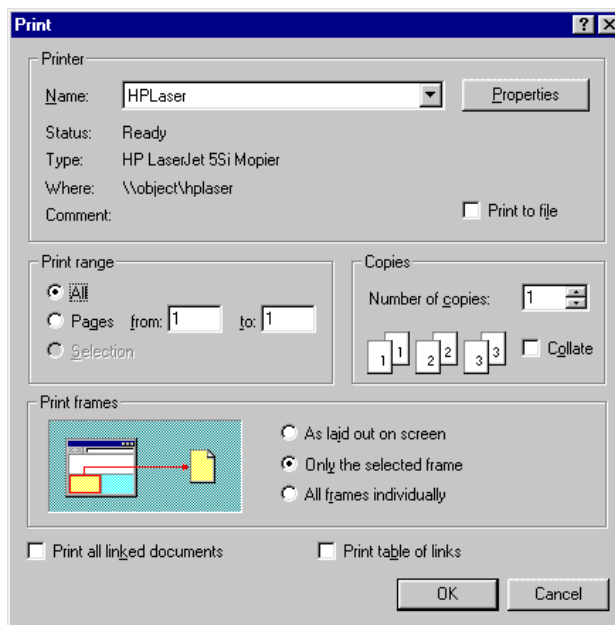 Print
Printer
Name: HPLaser Properties
Status: Ready
Type: HP LaserJet 5Si Mopier
Where: \\object\hplaser
Comment: Print to file
Print range
All
Pages from: 1 to: 1
Selection
Copies
Number of copies: 1
1 1 2 2 3 3 Collate
Print frames
As laid out on screen
Only the selected frame
All frames individually
Print all linked documents Print table of links
OK Cancel